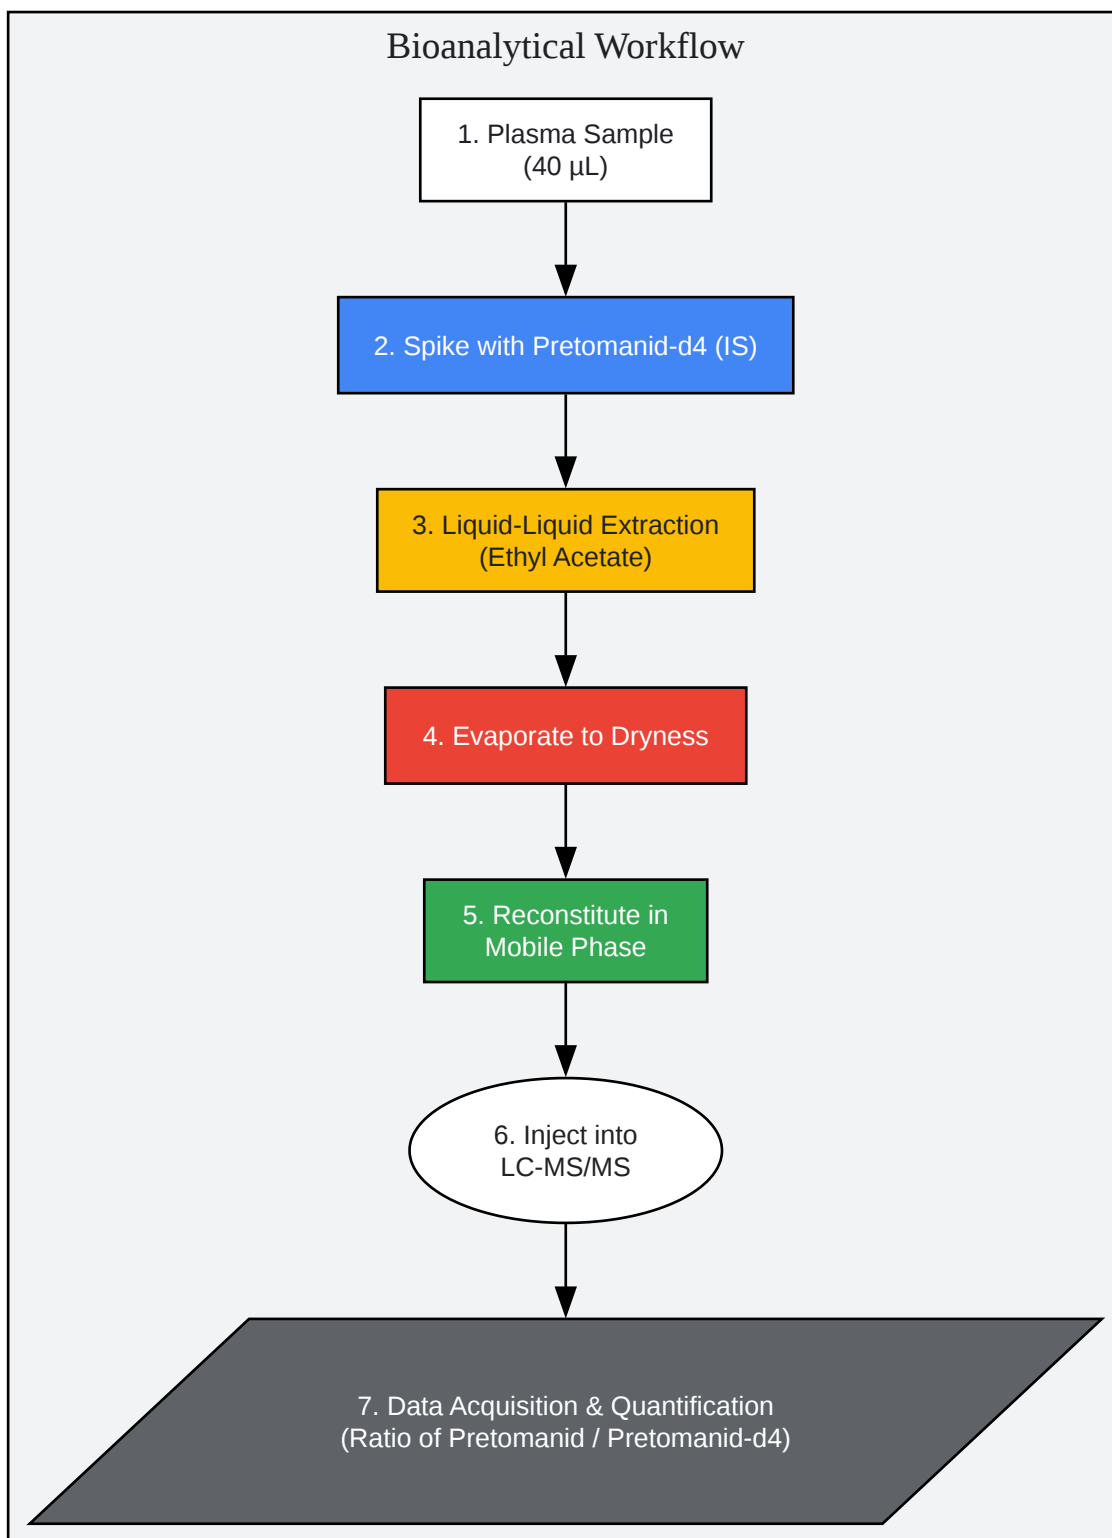 Bioanalytical Workflow
1. Plasma Sample
(40 µL)
2. Spike with Pretomanid-d4 (IS)
3. Liquid-Liquid Extraction
(Ethyl Acetate)
4. Evaporate to Dryness
5. Reconstitute in
Mobile Phase
6. Inject into
LC-MS/MS
7. Data Acquisition & Quantification
(Ratio of Pretomanid / Pretomanid-d4)